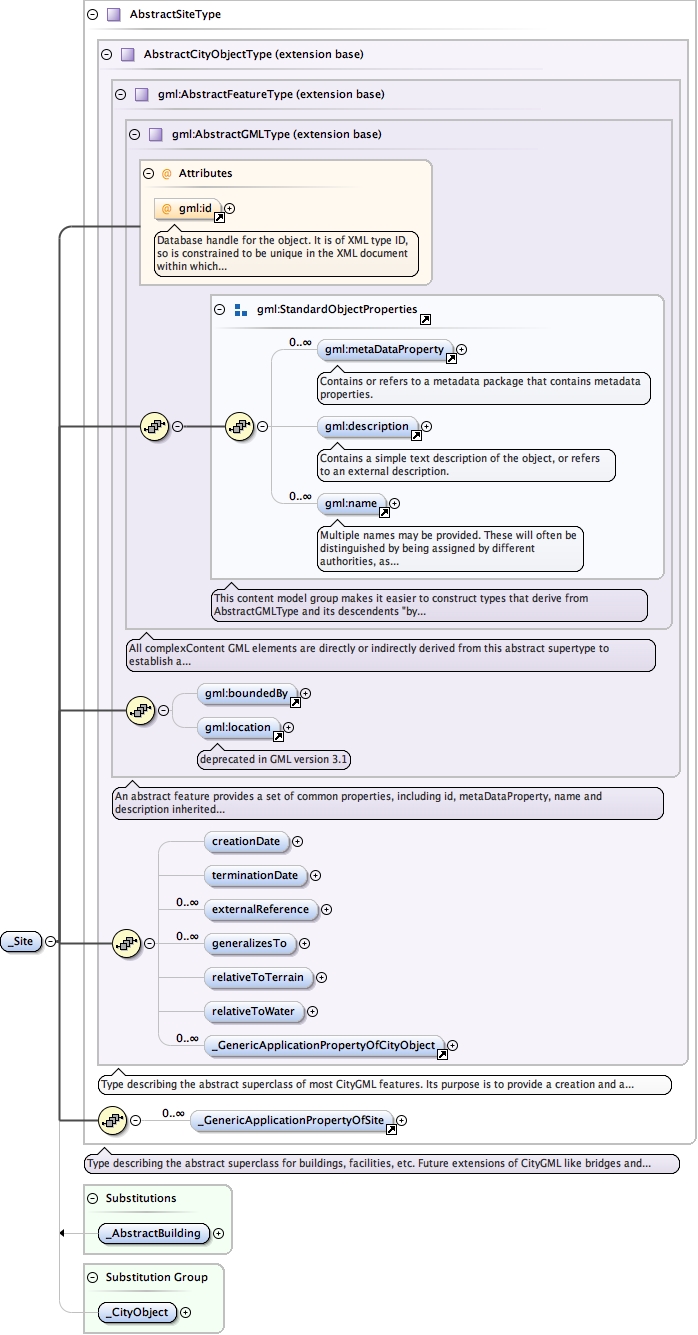 AbstractSiteType
AbstractCityObjectType (extension base)
gml:AbstractFeatureType (extension base)
gml:AbstractGMLType (extension base)
@ Attributes
@ gml:id
Database handle for the object. It is of XML type ID,
so is constrained to be unique in the XML document
within which...
gml:StandardObjectProperties
0..∞
gml:metaDataProperty
Contains or refers to a metadata package that contains metadata
properties.
gml:description
Contains a simple text description of the object, or refers
to an external description.
0..∞
gml:name
Multiple names may be provided. These will often be
distinguished by being assigned by different
authorities, as...
This content model group makes it easier to construct types that derive from
AbstractGMLType and its descendents "by...
All complexContent GML elements are directly or indirectly derived from this abstract supertype to
establish a...
gml:boundedBy
gml:location
deprecated in GML version 3.1
An abstract feature provides a set of common properties, including id, metaDataProperty, name and
description inherited...
creationDate
terminationDate
0..∞
externalReference
0..∞
generalizesTo
_Site
relativeToTerrain
relativeToWater
0..∞
_GenericApplicationPropertyOfCityObject
Type describing the abstract superclass of most CityGML features. Its purpose is to provide a creation and a...
0..∞
_GenericApplicationPropertyOfSite
Type describing the abstract superclass for buildings, facilities, etc. Future extensions of CityGML like bridges and...
Substitutions
_AbstractBuilding
Substitution Group
_CityObject